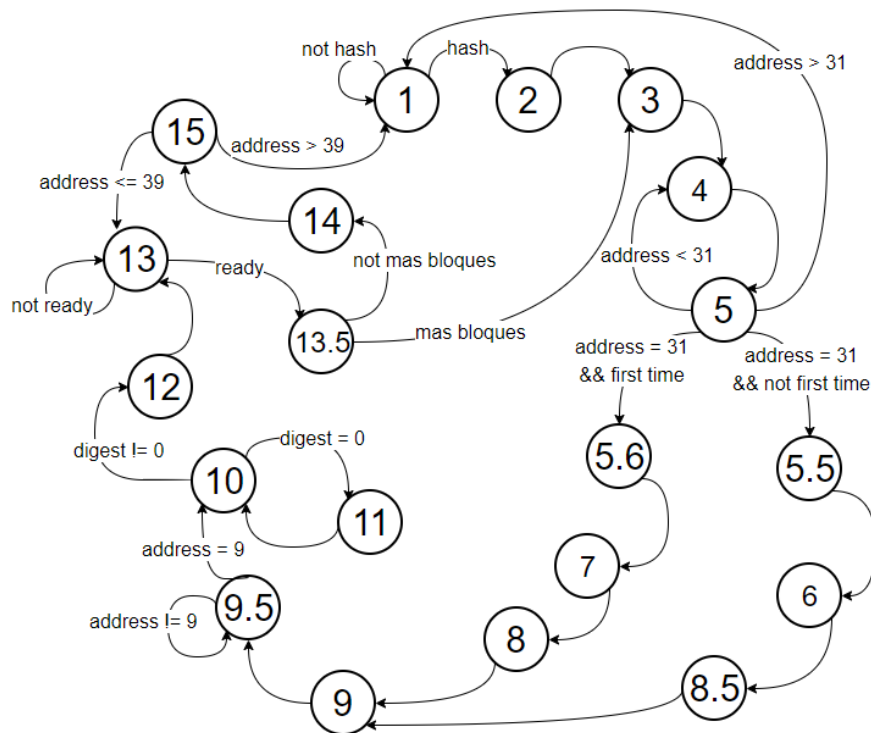 not hash
hash
address > 31
1
2
3
15
address > 39
address <= 39
4
14
13
ready
not mas bloques
address < 31
not ready
5
13.5
mas bloques
address = 31
&& first time
address = 31
&& not first time
12
digest != 0
digest = 0
10
5.6
5.5
11
address = 9
7
6
address != 9
9.5
8
8.5
9